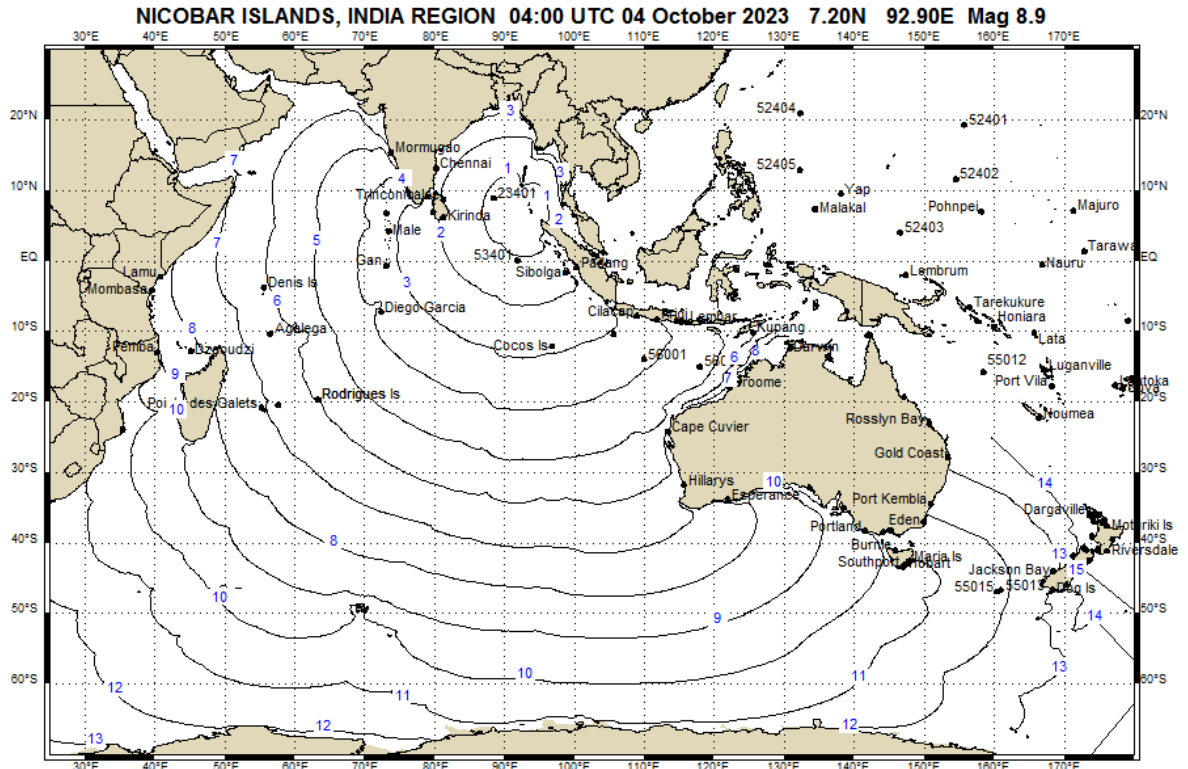 NICOBAR ISLANDS, INDIA REGION 04:00 UTC 04 October 2023 7.20N 92.90E Mag 8.9
30°E 40°E 50°E 60°E 70°E 80°E 90°E 100°E 110°E 120°E 130°E 140°E 150°E 160°E 170°E
3
52404
20°N
52401
20°N
Mormugao
7
Chennai
1
3
52405
52402
4
10°N
Trincomalee
23401
1
Yap
10°N
Malakal
Pohnpei
Majuro
Kirinda
2
2
Male
52403
7
5
Tarawa
EQ
Gan
53401
Padang
Nauru
EQ
Sibolga
Lombrum
Lamu
Denis Is
3
Mombasa
6
Diego Garcia
Tarekukure
Cilacap
Honiara
10°S
8
Agalega
Kupang
Lata
10°S
Pemba
Dzaoudzi
Cocos Is
56001
6
8
Darwin
55012
Luganville
9
7
Broome
Port Vila
20°S
10
Rodrigues Is
20°S
Noumea
Cape Cuvier
Rosslyn Bay
Gold Coast
30°S
Hillarys
10
14
30°S
Esperance
Port Kembla
Dargaville
Portland
Eden
40°S
8
Burnie
Maria Is
13
Riversdale
40°S
Southport
Hobart
Jackson Bay
15
55015
55013
Dog Is
10
50°S
9
14
50°S
10
13
60°S
12
11
11
60°S
12
12
13
30°E 40°E 50°E 60°E 70°E 80°E 90°E 100°E 110°E 120°E 130°E 140°E 150°E 160°E 170°E